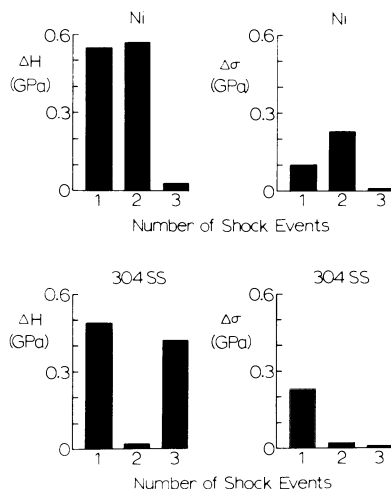 Ni
Ni
ΔH
(GPa)
0.6
0.3
0
1 2 3
Δσ
(GPa)
0.6
0.3
0
1 2 3
Number of Shock Events
304 SS
304 SS
ΔH
(GPa)
0.6
0.3
0
1 2 3
Δσ
(GPa)
0.6
0.3
0
1 2 3
Number of Shock Events